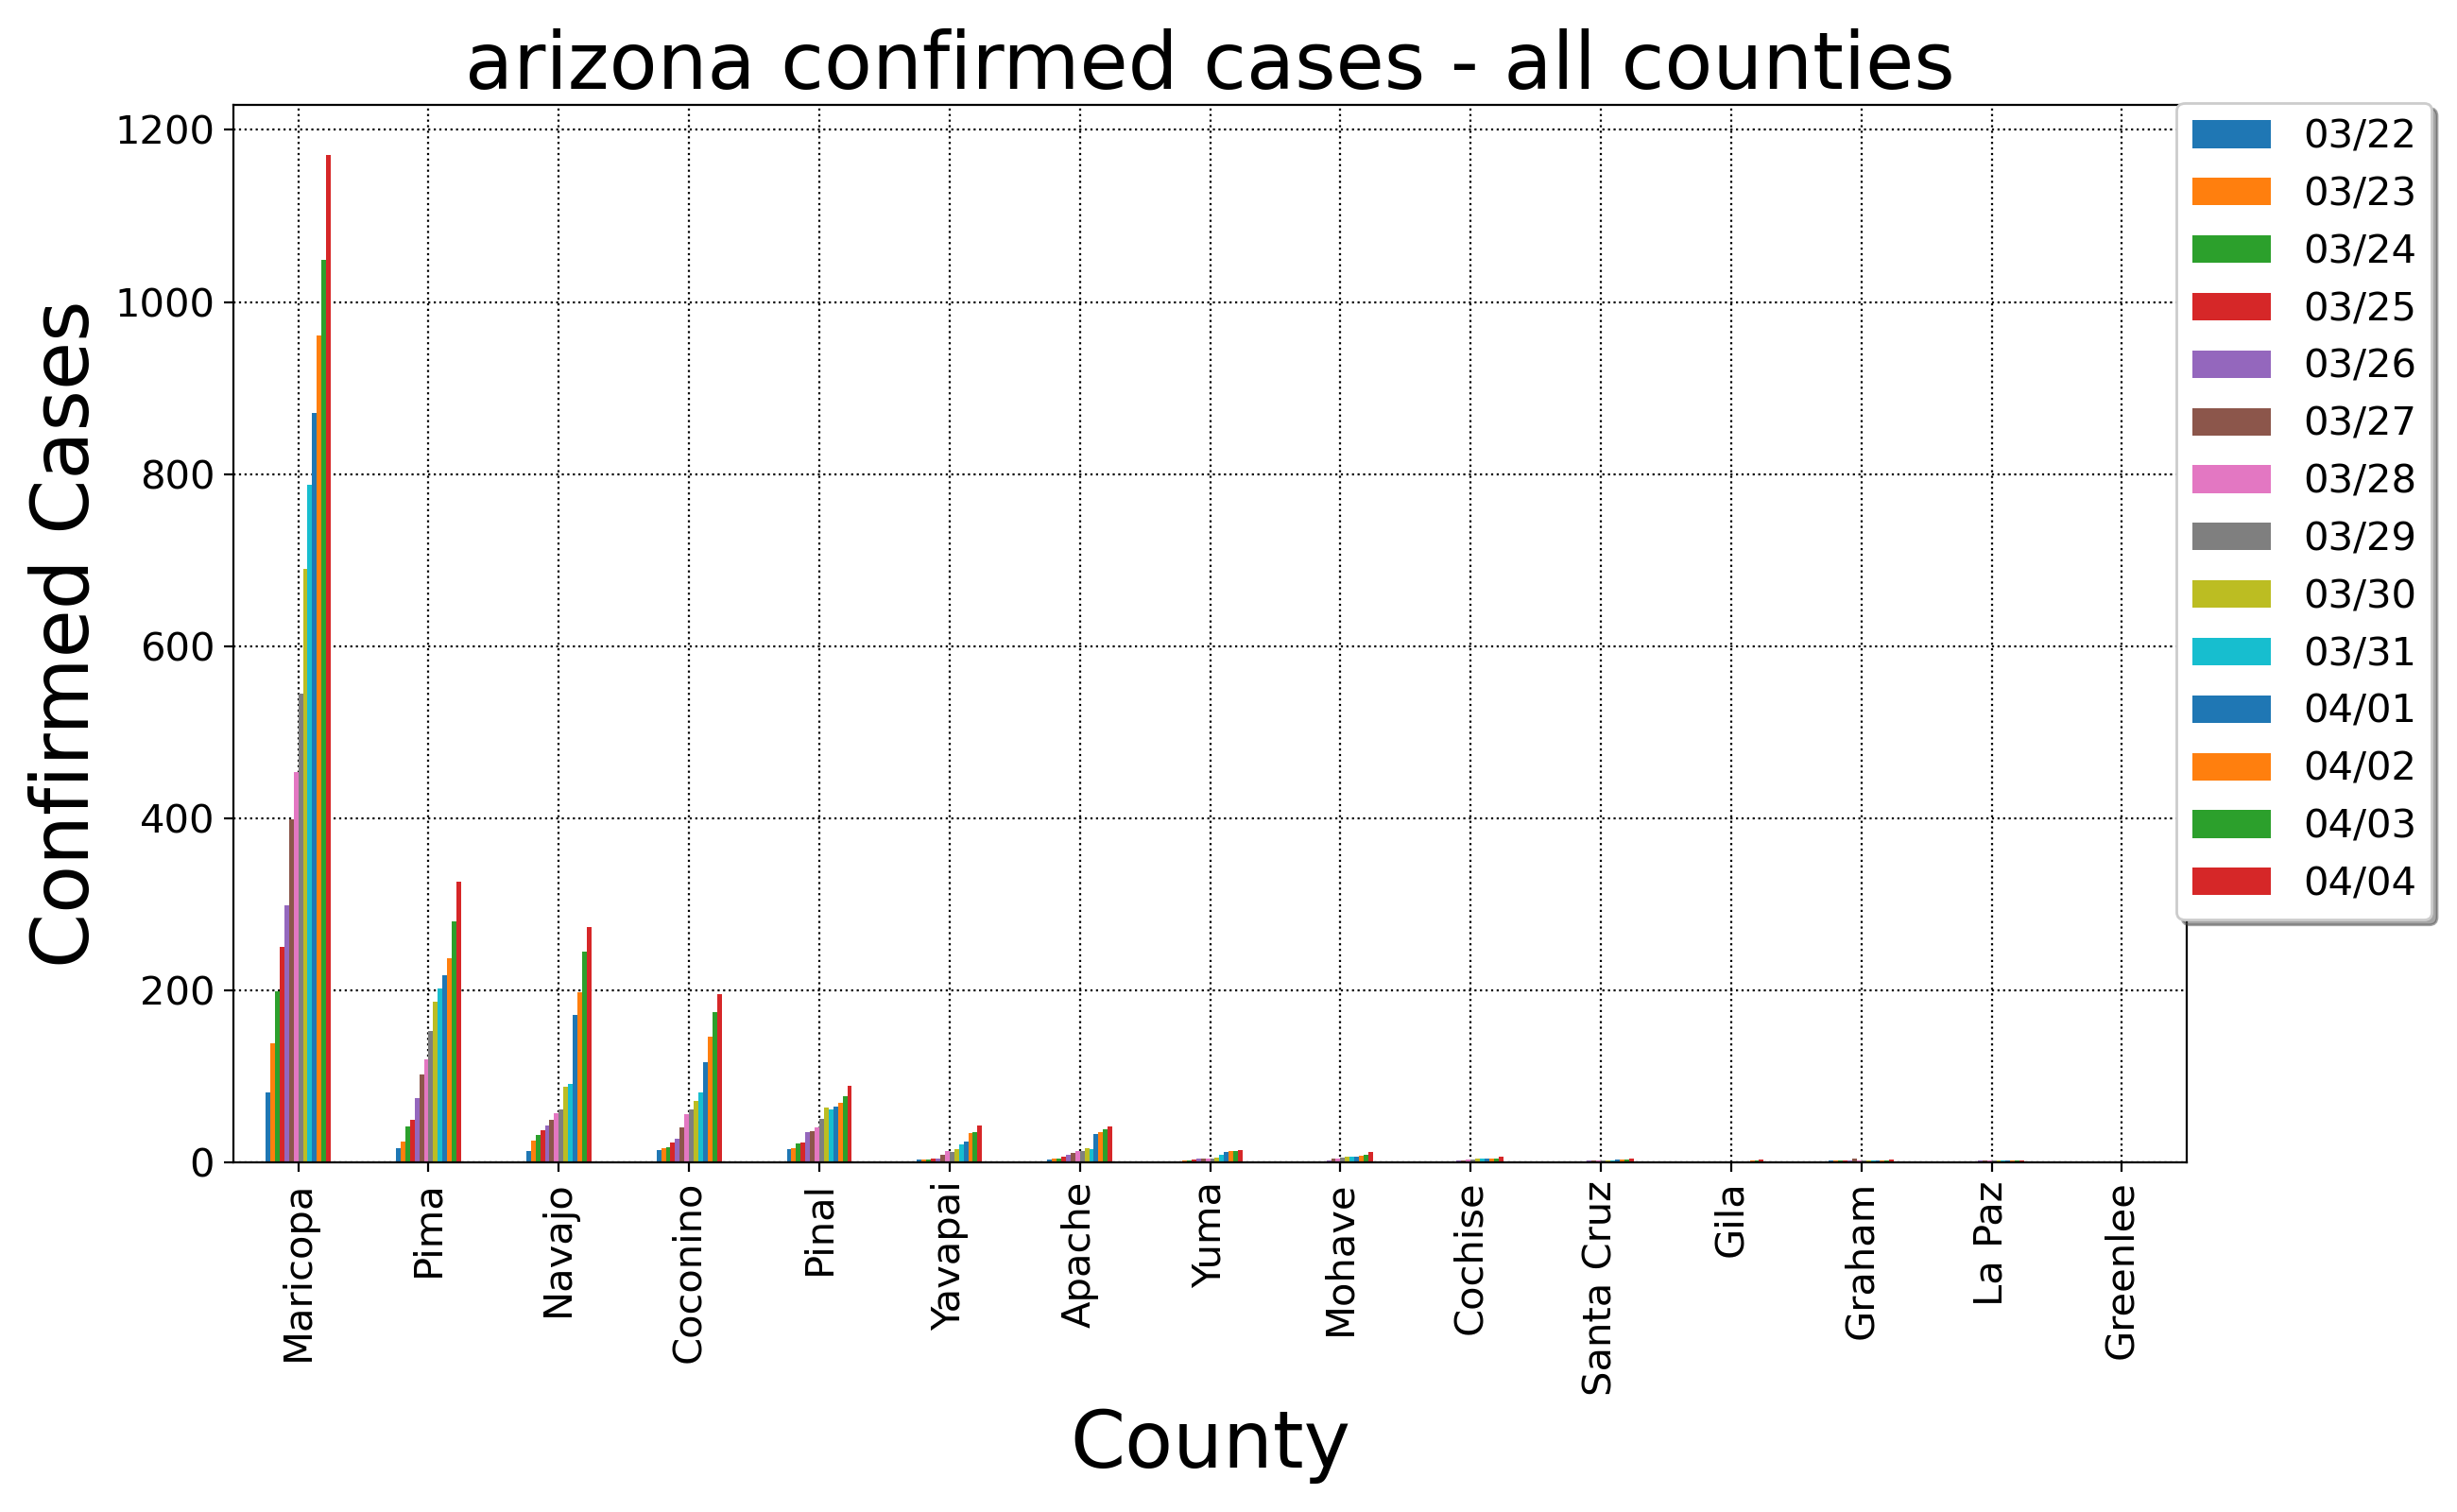 arizona confirmed cases - all counties
Confirmed Cases
1200
1000
800
600
400
200
0
03/22
03/23
03/24
03/25
03/26
03/27
03/28
03/29
03/30
03/31
04/01
04/02
04/03
04/04
Maricopa
Pima
Navajo
Coconino
Pinal
Yavapai
Apache
Yuma
Mohave
Cochise
Santa Cruz
Gila
Graham
La Paz
Greenlee
County